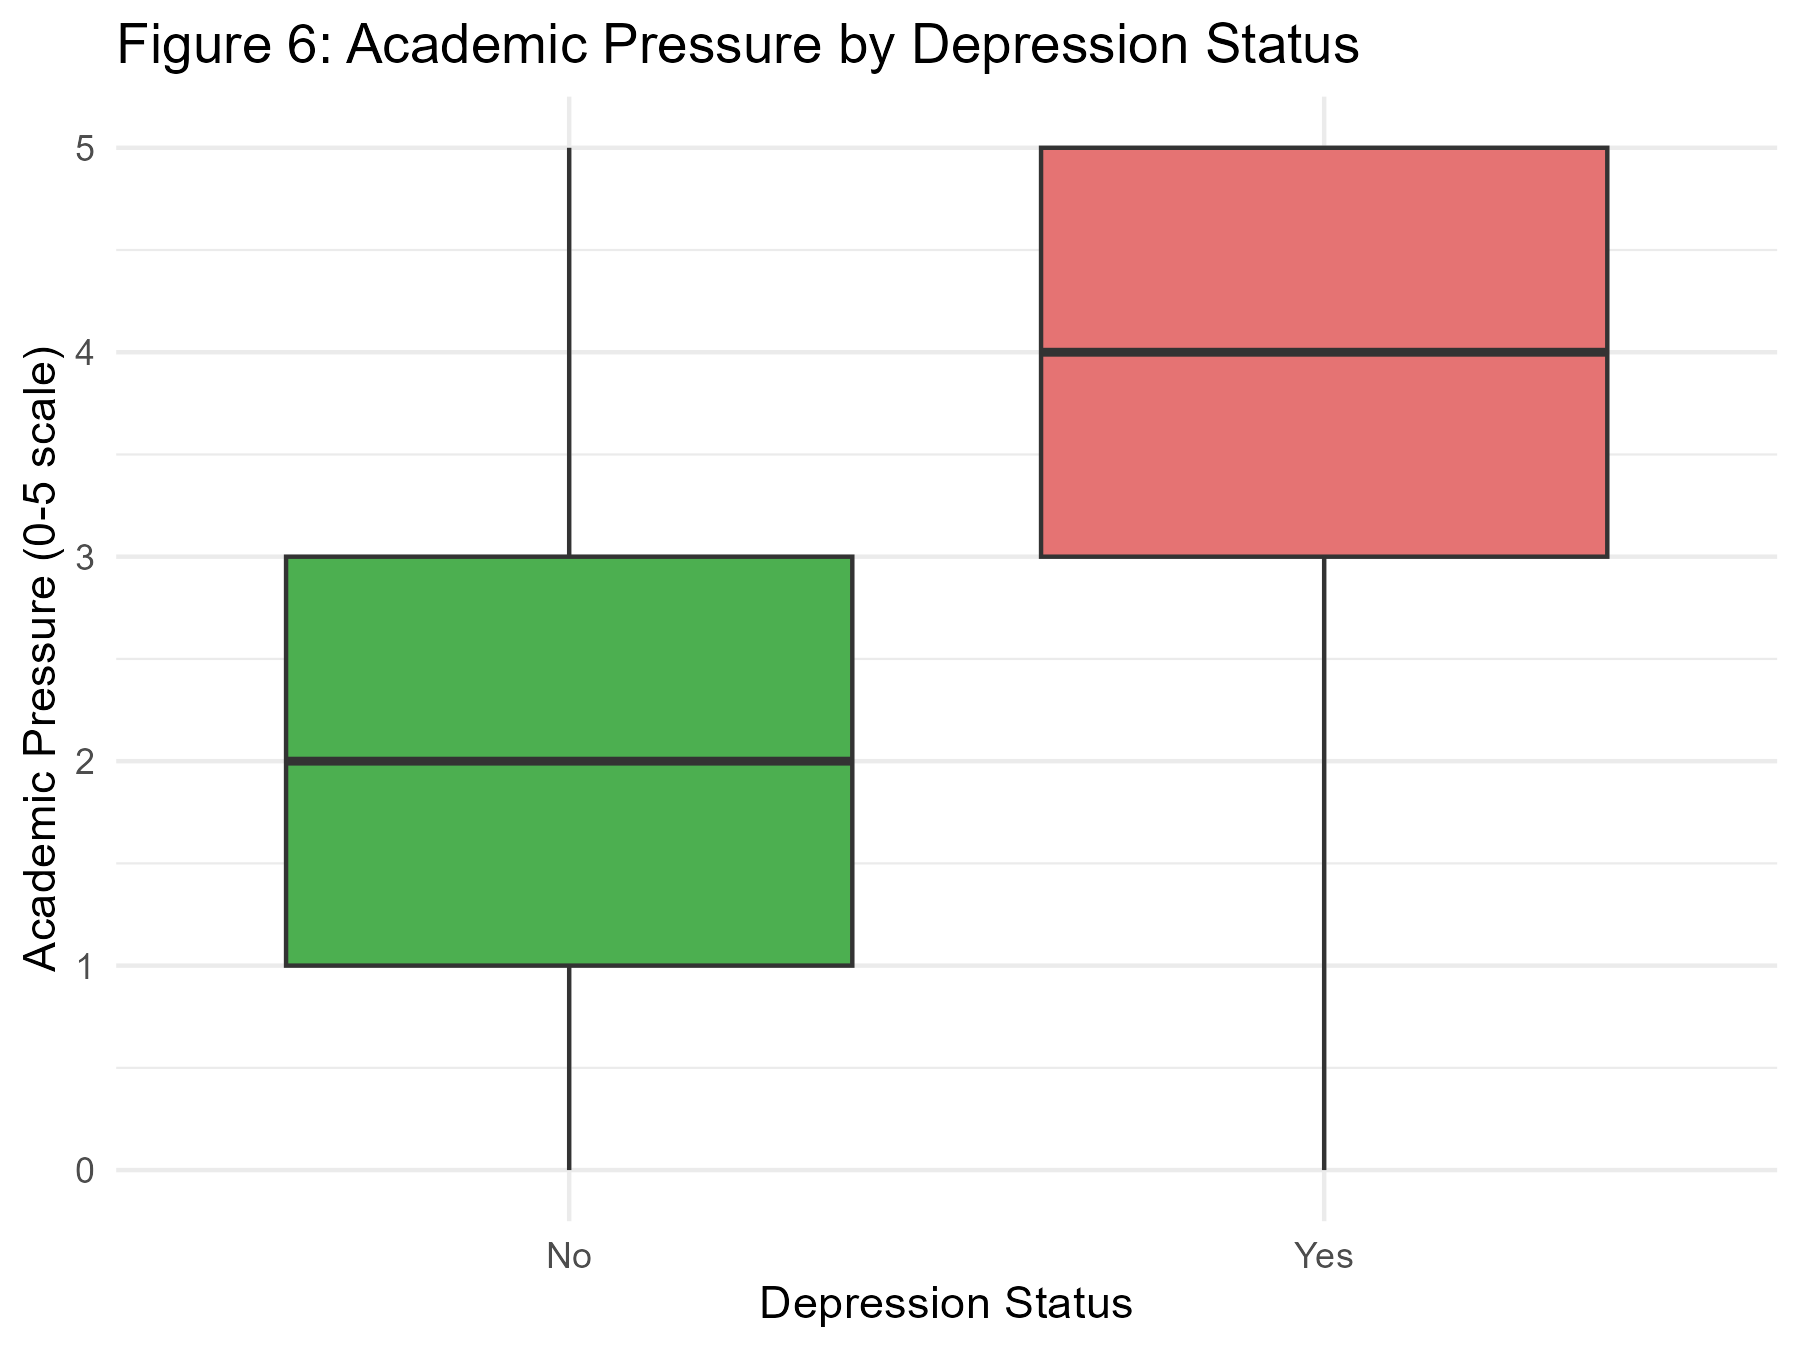 Figure 6: Academic Pressure by Depression Status
Academic Pressure (0-5 scale)
5
4
3
2
1
0
No
Yes
Depression Status